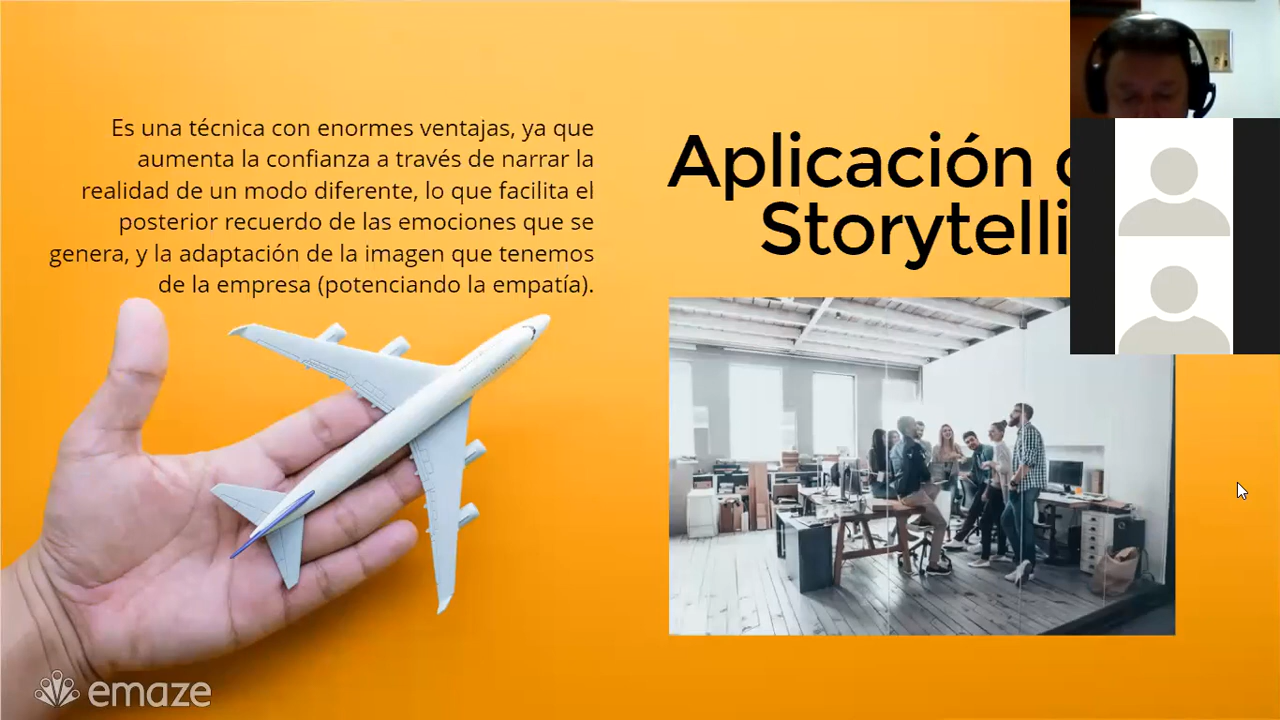 Es una técnica con enormes ventajas, ya que
aumenta la confianza a través de narrar la
realidad de un modo diferente, lo que facilita el
posterior recuerdo de las emociones que se
genera, y la adaptación de la imagen que tenemos
de la empresa (potenciando la empatía).
Aplicación
Storytelli
emaze